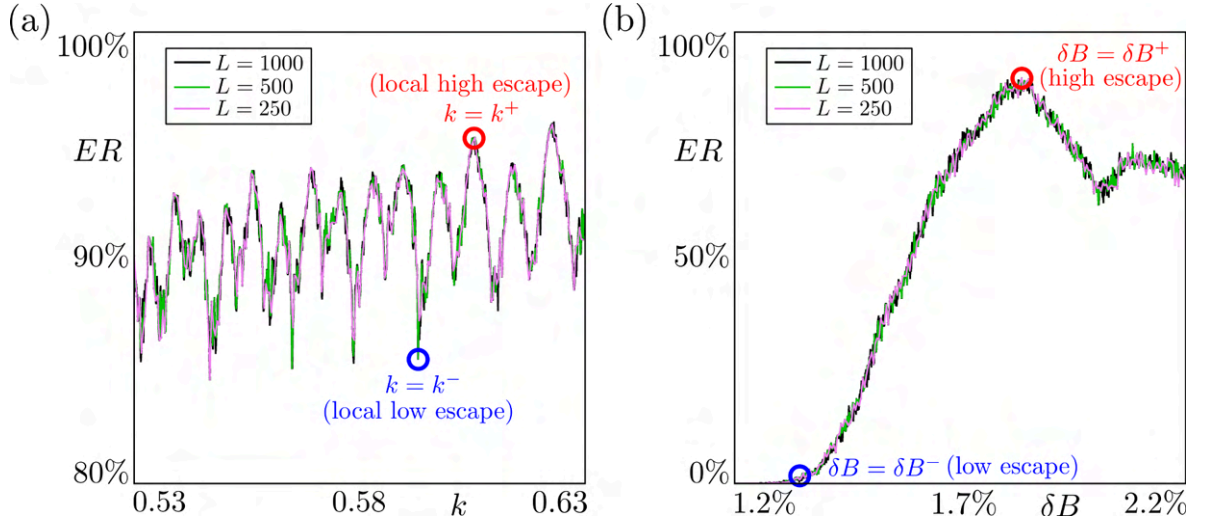 (a)
100%
L = 1000
L = 500
L = 250
(local high escape)
k = k⁺
ER
90%
k = k⁻
(local low escape)
80%
0.53
0.58
k
0.63
(b)
100%
L = 1000
L = 500
L = 250
δB = δB⁺
(high escape)
ER
50%
0%
δB = δB⁻ (low escape)
1.2%
1.7%
δB
2.2%